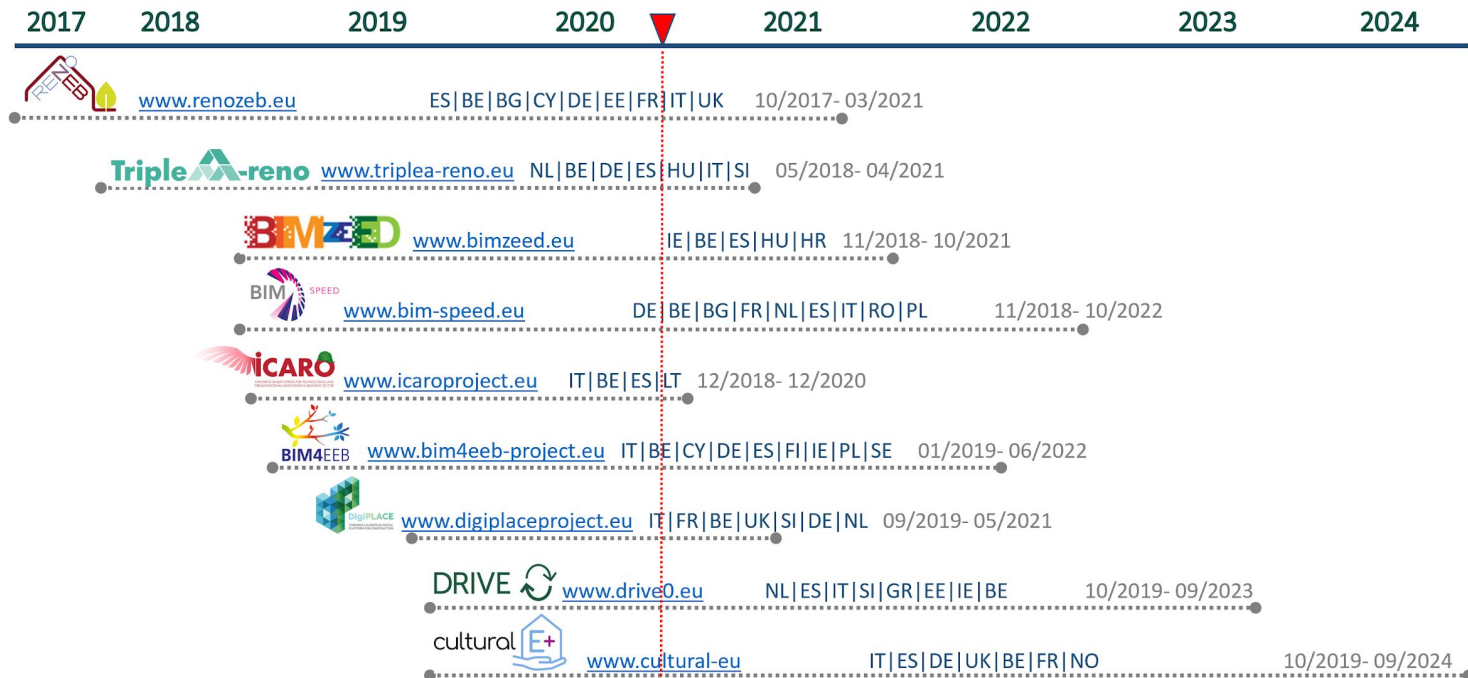 2017 2018 2019 2020 2021 2022 2023 2024
RENOZEB
www.renozeb.eu ES|BE|BG|CY|DE|EE|FR|IT|UK 10/2017- 03/2021
Triple A-reno www.triplea-reno.eu NL|BE|DE|ES|HU|IT|SI 05/2018- 04/2021
BIMzeED www.bimzeed.eu IE|BE|ES|HU|HR 11/2018- 10/2021
BIM SPEED
www.bim-speed.eu DE|BE|BG|FR|NL|ES|IT|RO|PL 11/2018- 10/2022
iCARO
www.icaroproject.eu IT|BE|ES|LT 12/2018- 12/2020
BIM4EEB www.bim4eeb-project.eu IT|BE|CY|DE|ES|FI|IE|PL|SE 01/2019- 06/2022
DigiPLACE
www.digiplaceproject.eu IT|FR|BE|UK|SI|DE|NL 09/2019- 05/2021
DRIVE www.drive0.eu NL|ES|IT|SI|GR|EE|IE|BE 10/2019- 09/2023
cultural E+
www.cultural-eu IT|ES|DE|UK|BE|FR|NO 10/2019- 09/2024